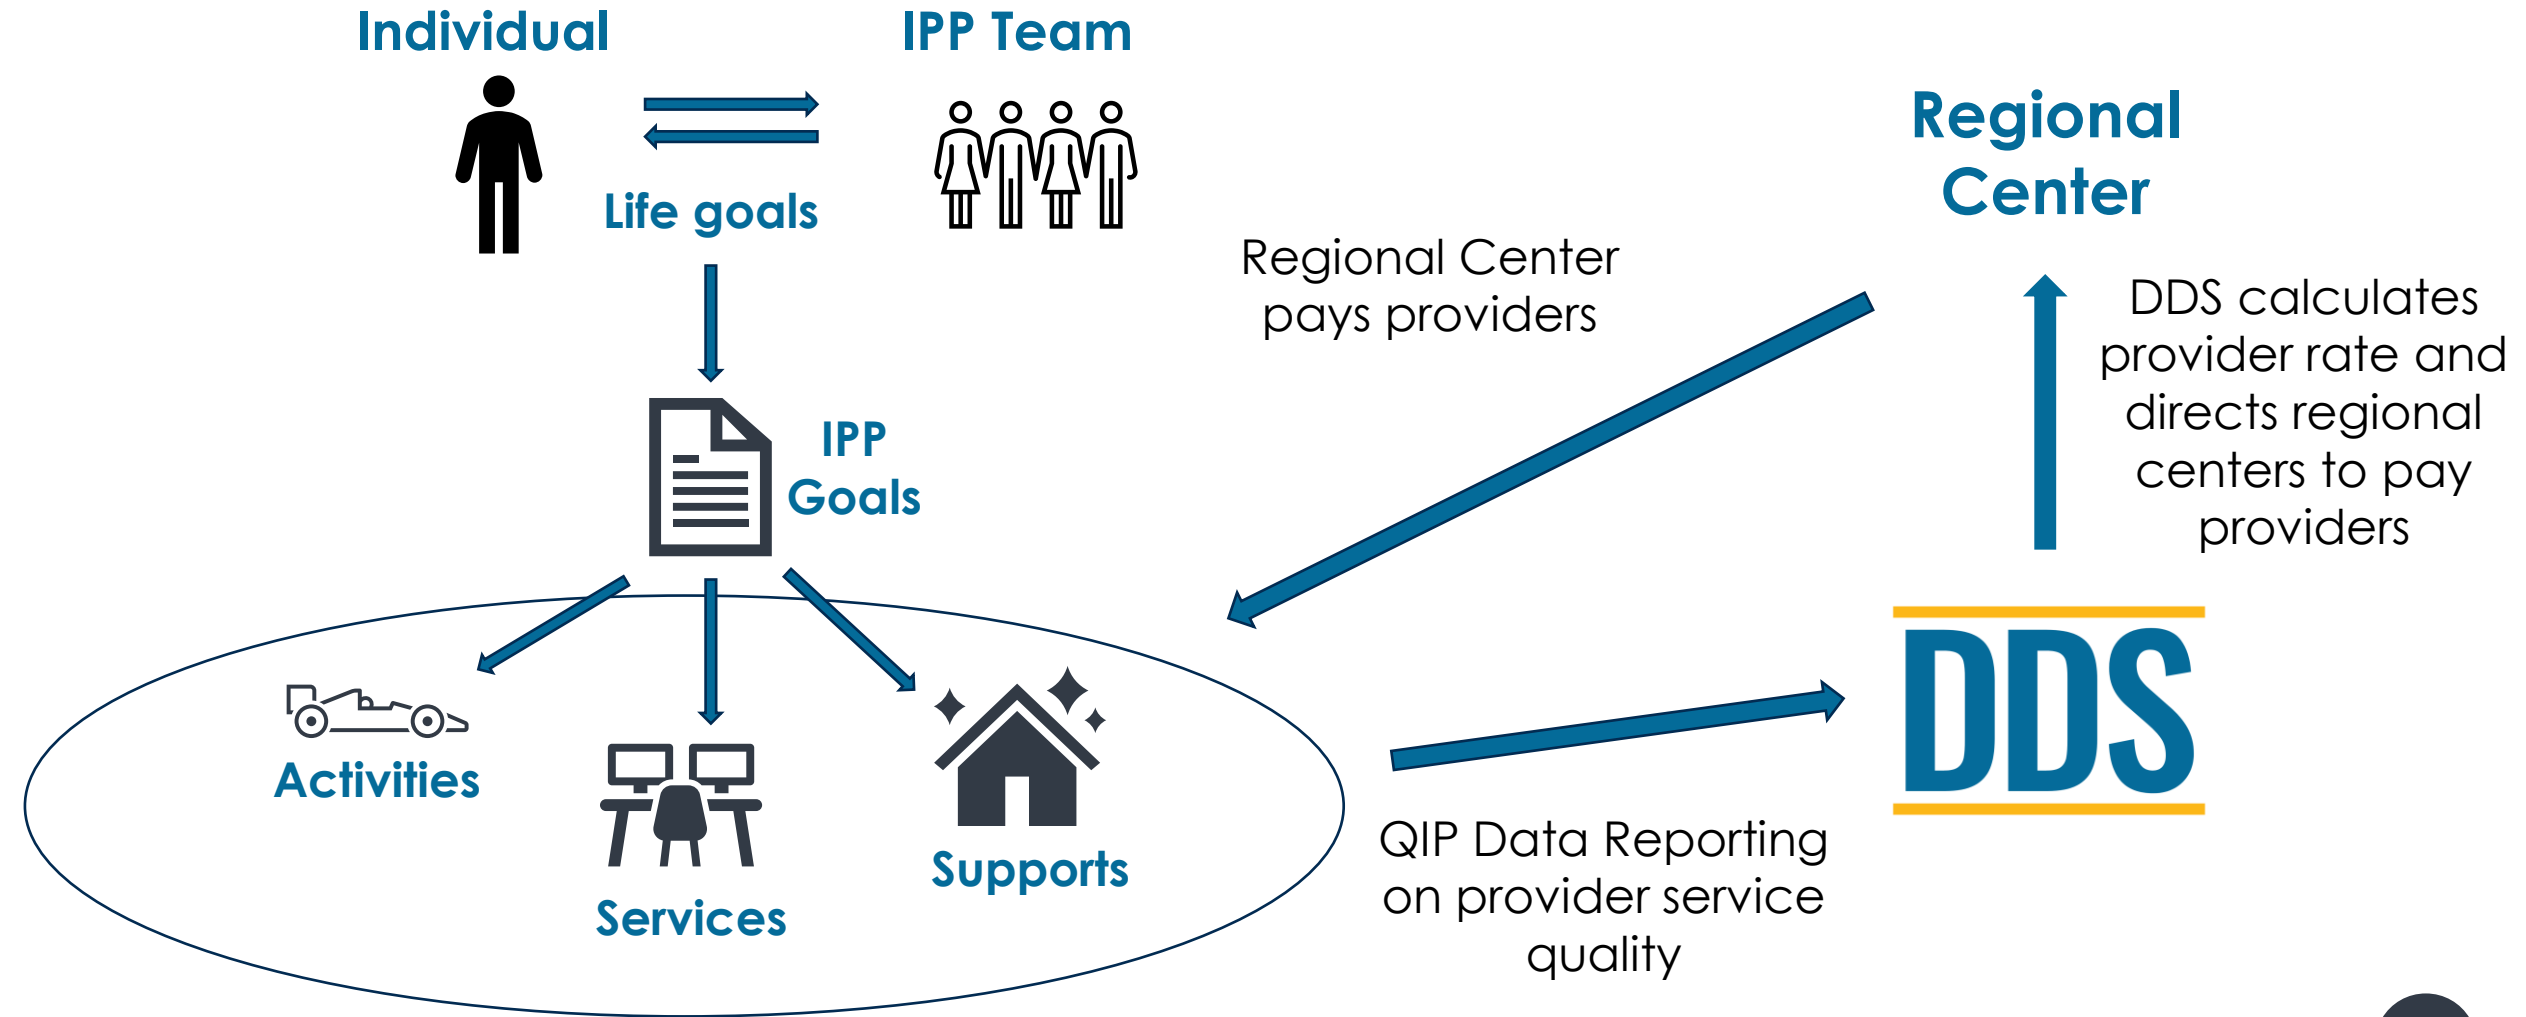 Individual
IPP Team
Life goals
IPP
Goals
Activities
Services
Supports
Regional Center
pays providers
Regional
Center
DDS calculates
provider rate and
directs regional
centers to pay
providers
DDS
QIP Data Reporting
on provider service
quality